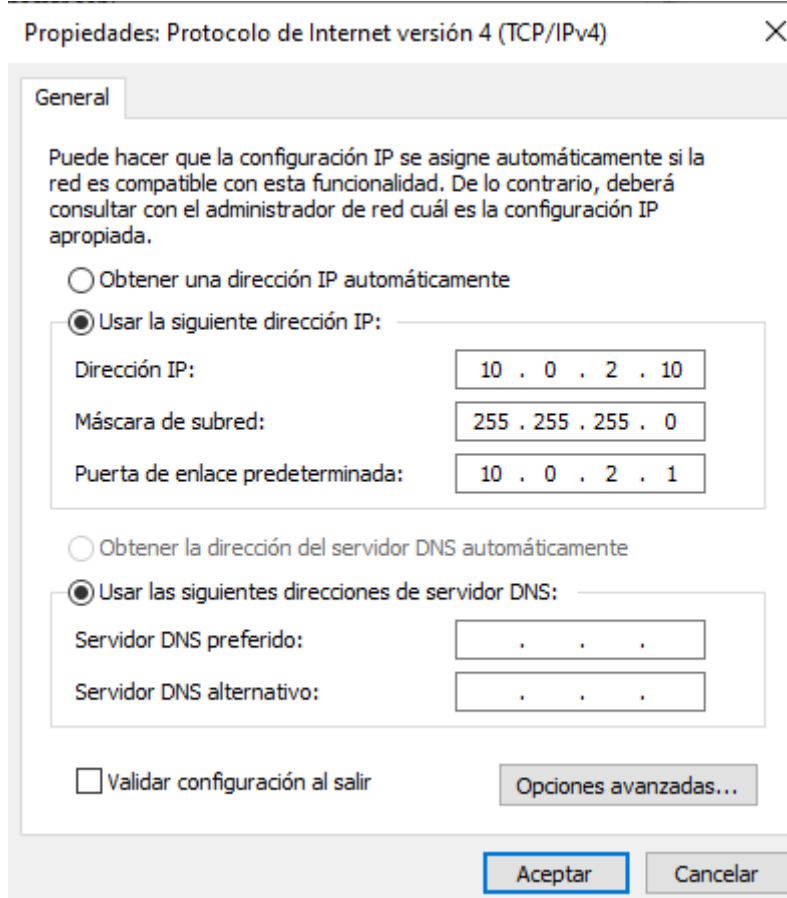 Propiedades: Protocolo de Internet versión 4 (TCP/IPv4)
General
Puede hacer que la configuración IP se asigne automáticamente si la
red es compatible con esta funcionalidad. De lo contrario, deberá
consultar con el administrador de red cuál es la configuración IP
apropiada.
Obtener una dirección IP automáticamente
Usar la siguiente dirección IP:
Dirección IP: 10 . 0 . 2 . 10
Máscara de subred: 255 . 255 . 255 . 0
Puerta de enlace predeterminada: 10 . 0 . 2 . 1
Obtener la dirección del servidor DNS automáticamente
Usar las siguientes direcciones de servidor DNS:
Servidor DNS preferido: . . .
Servidor DNS alternativo: . . .
Validar configuración al salir Opciones avanzadas...
Aceptar Cancelar